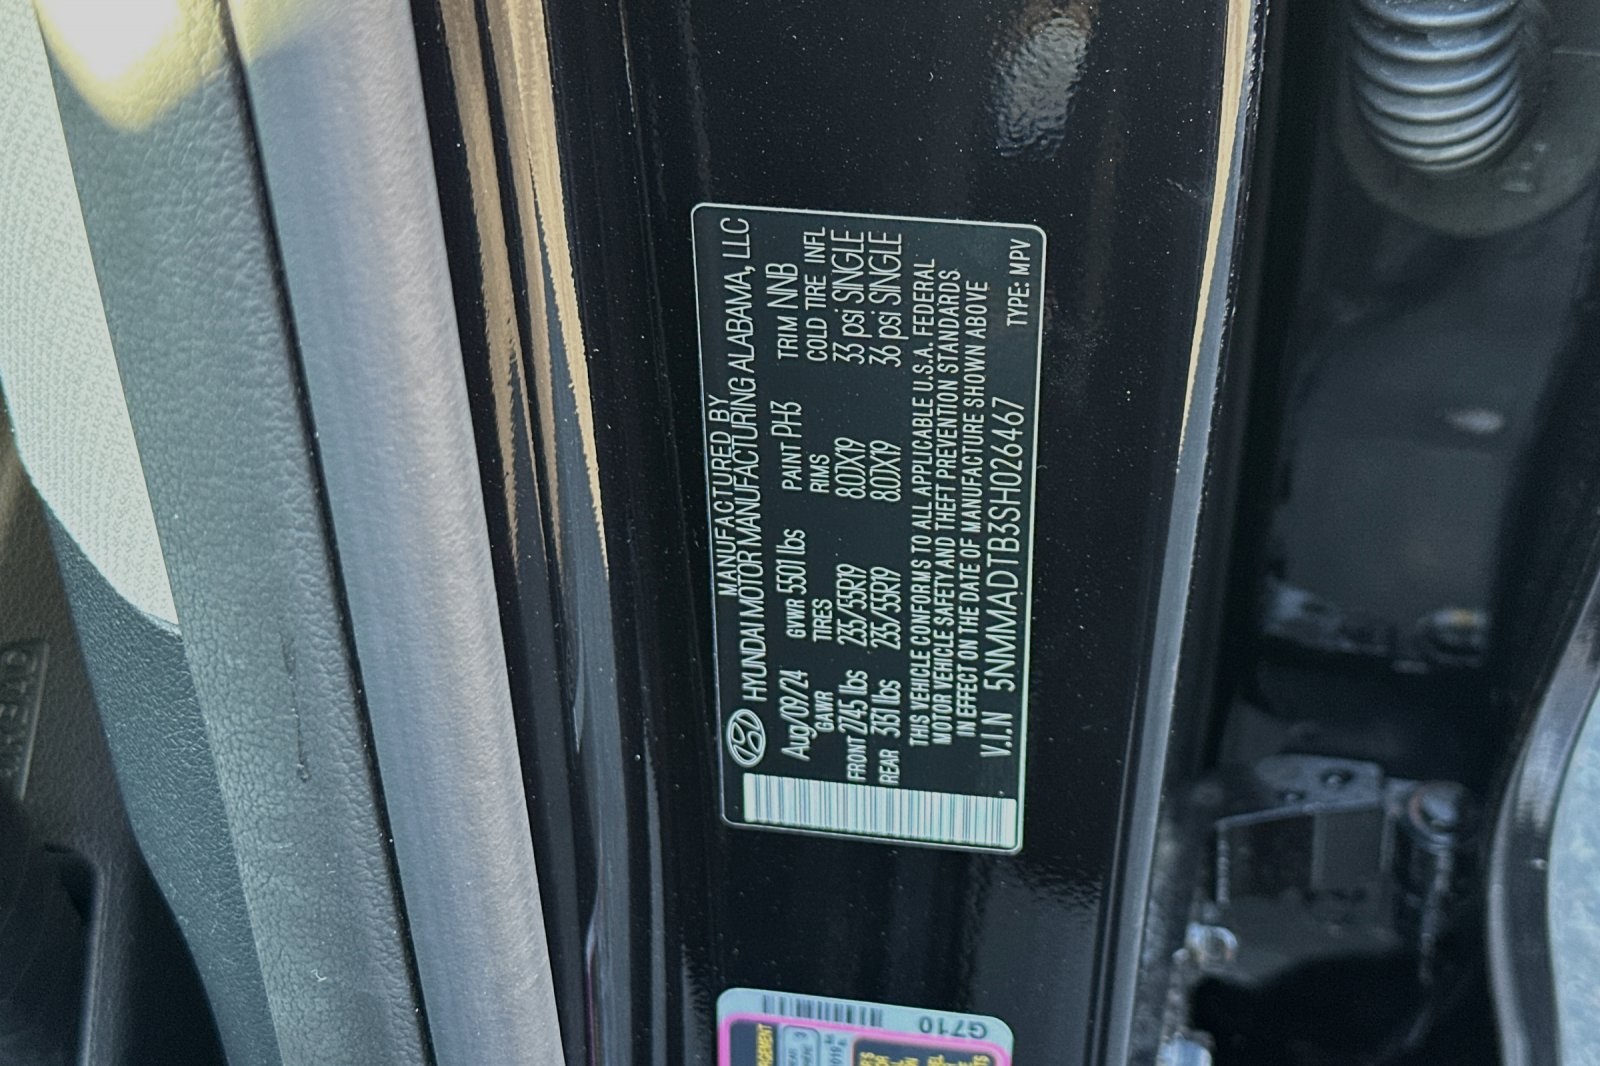 MANUFACTURED BY
HYUNDAI MOTOR MANUFACTURING ALABAMA, LLC
Aug/09/24 GVWR 5501 lbs PAINT PH3 TRIM NNB
GAWR TIRES RIMS COLD TIRE INFL
FRONT 2745 lbs 235/55R19 8.0X19 33 psi SINGLE
REAR 3131 lbs 235/55R19 8.0X19 36 psi SINGLE
THIS VEHICLE CONFORMS TO ALL APPLICABLE U.S.A. FEDERAL
MOTOR VEHICLE SAFETY AND THEFT PREVENTION STANDARDS
IN EFFECT ON THE DATE OF MANUFACTURE SHOWN ABOVE
V.I.N 5NMMADTB3SH026467
TYPE: MPV
G710